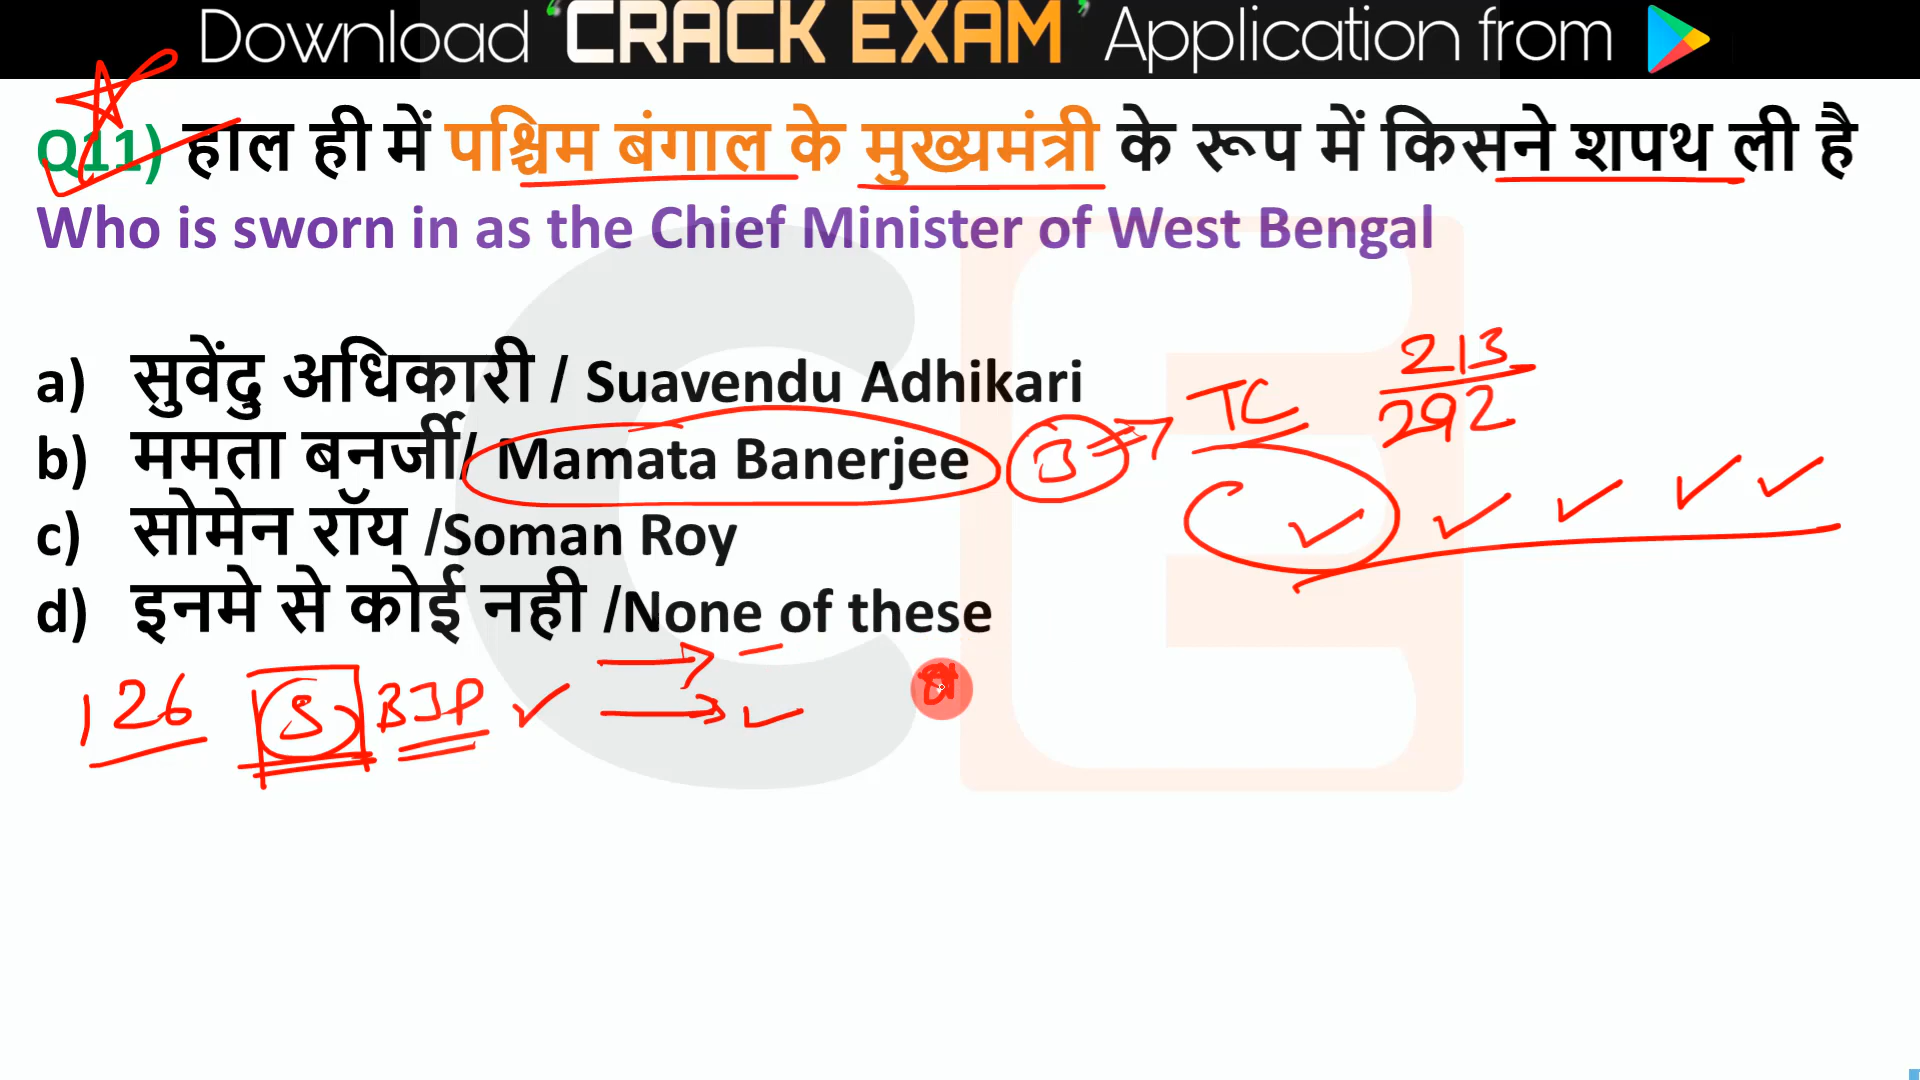 Download 'CRACK EXAM' Application from
Q11) हाल ही में पश्चिम बंगाल के मुख्यमंत्री के रूप में किसने शपथ ली है
Who is sworn in as the Chief Minister of West Bengal
a) सुवेंदु अधिकारी / Suavendu Adhikari
b) ममता बनर्जी/ Mamata Banerjee
TC
213
292
c) सोमेन रॉय /Soman Roy
d) इनमे से कोई नही /None of these
126
BJP
CE